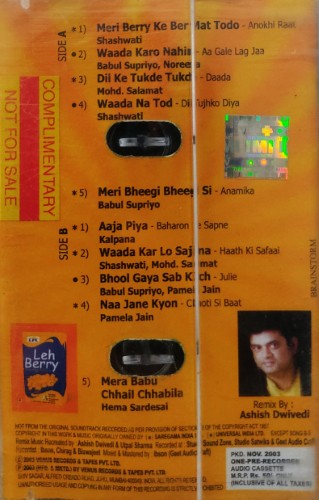 SIDE A
* 1) Meri Berry Ke Ber Mat Todo - Anokhi Raat
Shashwati
* 2) Waada Karo Nahin - Aa Gale Lag Jaa
Babul Supriyo, Noreena
* 3) Dil Ke Tukde Tukde - Daada
Mohd. Salamat
* 4) Waada Na Tod - Dil Tujhko Diya
Shashwati
COMPLIMENTARY
NOT FOR SALE
* 5) Meri Bheegi Bheegi Si - Anamika
Babul Supriyo
SIDE B
* 1) Aaja Piya - Baharon Ke Sapne
Kalpana
* 2) Waada Kar Lo Sajana - Haath Ki Safaai
Shashwati, Mohd. Salamat
* 3) Bhool Gaya Sab Kuch - Julie
Babul Supriyo, Pamela Jain
* 4) Naa Jane Kyon - Chhoti Si Baat
Pamela Jain
5) Mera Babu
Chhail Chhabila
Hema Sardesai
Leh
Berry
BRAINSTORM
Remix By :
Ashish Dwivedi
PKD. NOV. 2003
ONE-PRE-RECORDED
AUDIO CASSETTE
M.R.P. Rs.
(INCLUSIVE OF ALL TAXES)